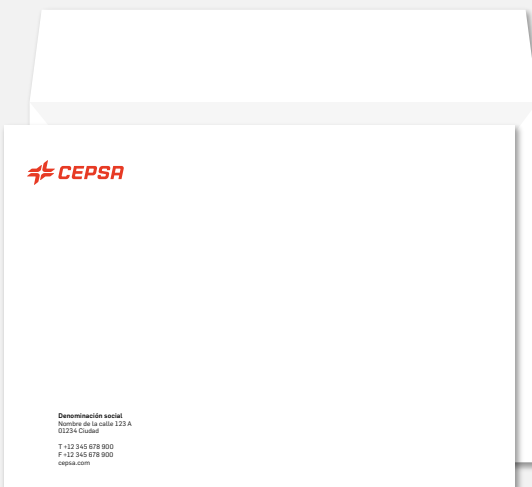 CEPSA
Denominación social
Nombre de la calle 123 A
01234 Ciudad
T +12 345 678 900
F +12 345 678 900
cepsa.com